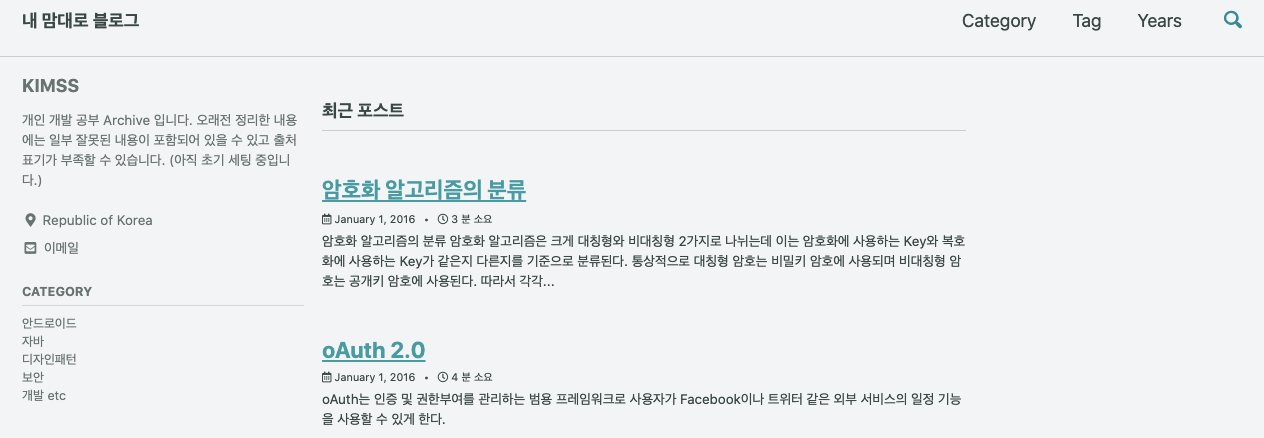 내 맘대로 블로그
Category Tag Years
KIMSS
개인 개발 공부 Archive 입니다. 오래전 정리한 내용
에는 일부 잘못된 내용이 포함되어 있을 수 있고 출처
표기가 부족할 수 있습니다. (아직 초기 세팅 중입니
다.)
Republic of Korea
이메일
CATEGORY
안드로이드
자바
디자인패턴
보안
개발 etc
최근 포스트
암호화 알고리즘의 분류
January 1, 2016 • 3 분 소요
암호화 알고리즘의 분류 암호화 알고리즘은 크게 대칭형와 비대칭형 2가지로 나뉘는데 이는 암호화에 사용하는 Key와 복호
화에 사용하는 Key가 같은지 다른지를 기준으로 분류된다. 통상적으로 대칭형 암호는 비밀키 암호에 사용되며 비대칭형 암
호는 공개키 암호에 사용된다. 따라서 각각...
oAuth 2.0
January 1, 2016 • 4 분 소요
oAuth는 인증 및 권한부여를 관리하는 범용 프레임워크로 사용자가 Facebook이나 트위터 같은 외부 서비스의 일정 기능
을 사용할 수 있게 한다.